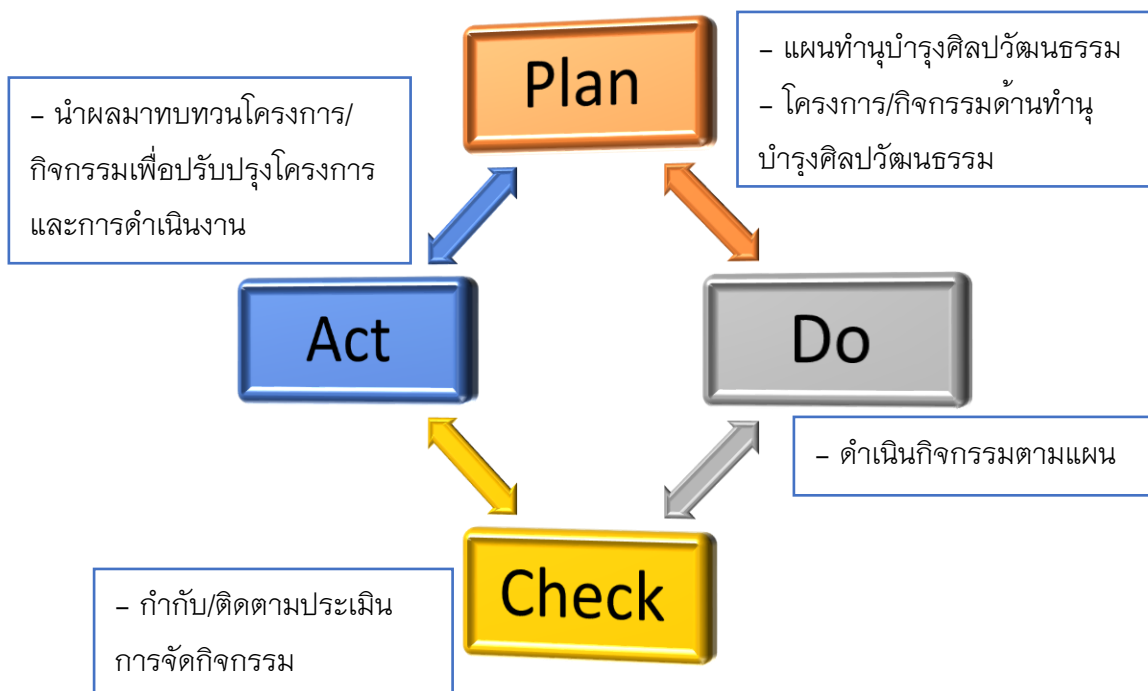 Plan
– แผนทำนุบำรุงศิลปวัฒนธรรม
– โครงการ/กิจกรรมด้านทำนุ
บำรุงศิลปวัฒนธรรม
– นำผลมาทบทวนโครงการ/
กิจกรรมเพื่อปรับปรุงโครงการ
และการดำเนินงาน
Act
Do
– ดำเนินกิจกรรมตามแผน
Check
– กำกับ/ติดตามประเมิน
การจัดกิจกรรม